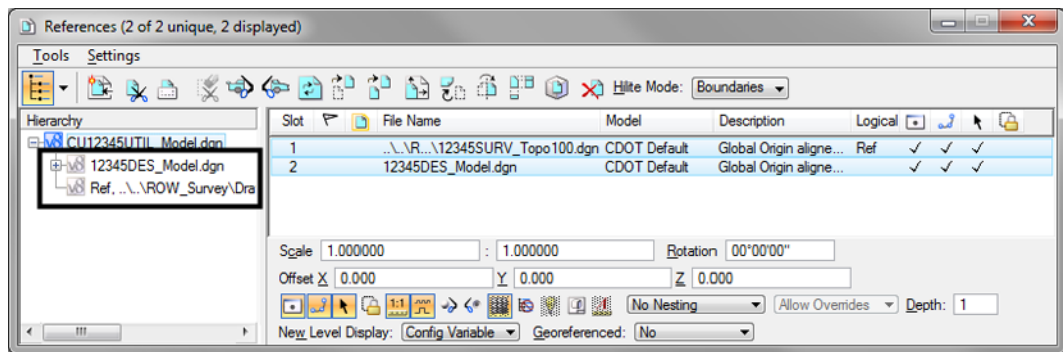 References (2 of 2 unique, 2 displayed)
Tools Settings
Hilite Mode: Boundaries
Hierarchy
Slot File Name Model Description Logical
CU12345UTIL_Model.dgn
12345DES_Model.dgn
Ref, ..\..\ROW_Survey\Dra
1 ..\..\R...\12345SURV_Topo100.dgn CDOT Default Global Origin aligne... Ref ✓ ✓ ✓
2 12345DES_Model.dgn CDOT Default Global Origin aligne... ✓ ✓ ✓
Scale 1.000000 : 1.000000 Rotation 00°00'00"
Offset X 0.000 Y 0.000 Z 0.000
1:1 No Nesting Allow Overrides Depth: 1
New Level Display: Config Variable Georeferenced: No